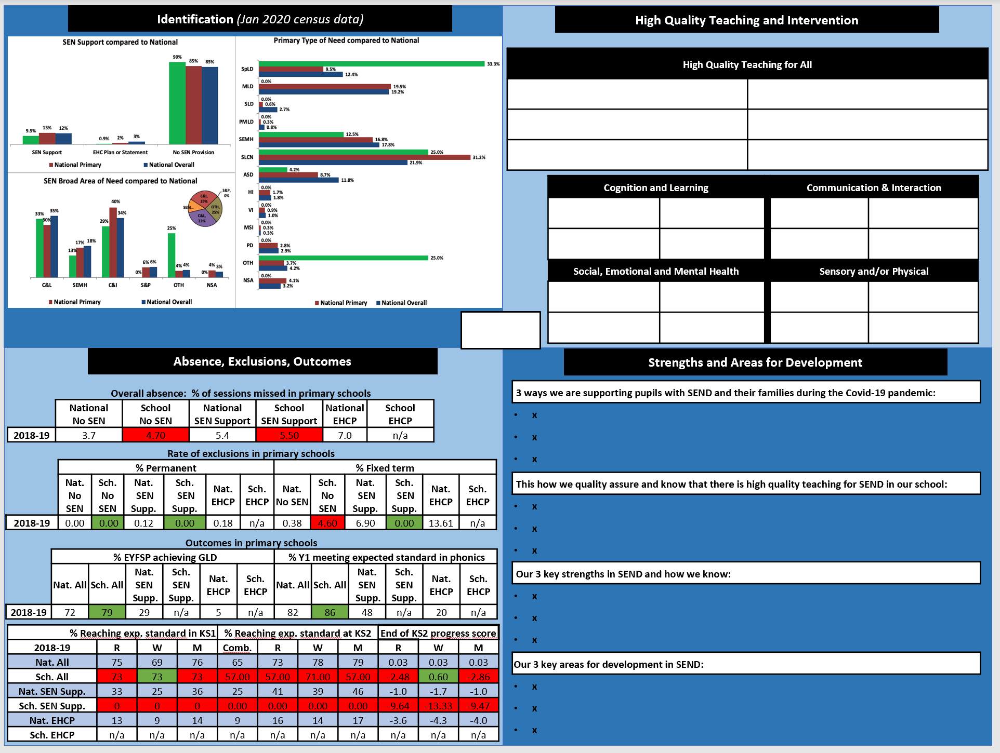 Identification (Jan 2020 census data)
SEN Support compared to National
90%
85%
85%
9.5%
13%
12%
0.9%
2%
3%
SEN Support
EHC Plan or Statement
No SEN Provision
National Primary
National Overall
SEN Broad Area of Need compared to National
33%
30%
35%
13%
17%
18%
29%
40%
34%
0%
6%
6%
25%
4%
4%
0%
4%
3%
C&I,
29%
S&P,
0%
SEM...
OTH,
25%
C&L,
33%
C&L
SEMH
C&I
S&P
OTH
NSA
National Primary
National Overall
Primary Type of Need compared to National
SpLD
33.3%
9.5%
12.4%
MLD
0.0%
19.5%
19.2%
SLD
0.0%
0.6%
2.7%
PMLD
0.0%
0.3%
0.8%
SEMH
12.5%
16.8%
17.8%
SLCN
25.0%
31.2%
21.9%
ASD
4.2%
8.7%
11.8%
HI
0.0%
1.7%
1.8%
VI
0.0%
0.9%
1.0%
MSI
0.0%
0.3%
0.3%
PD
0.0%
2.8%
2.9%
OTH
25.0%
3.7%
4.2%
NSA
0.0%
4.1%
3.2%
National Primary
National Overall
High Quality Teaching and Intervention
High Quality Teaching for All
Cognition and Learning
Communication & Interaction
Social, Emotional and Mental Health
Sensory and/or Physical
Absence, Exclusions, Outcomes
Overall absence: % of sessions missed in primary schools
National No SEN School No SEN National SEN Support School SEN Support National EHCP School EHCP
2018-19 3.7 4.70 5.4 5.50 7.0 n/a
Rate of exclusions in primary schools
% Permanent % Fixed term
Nat. No SEN Sch. No SEN Nat. SEN Supp. Sch. SEN Supp. Nat. EHCP Sch. EHCP Nat. No SEN Sch. No SEN Nat. SEN Supp. Sch. SEN Supp. Nat. EHCP Sch. EHCP
2018-19 0.00 0.00 0.12 0.00 0.18 n/a 0.38 4.60 6.90 0.00 13.61 n/a
Outcomes in primary schools
% EYFSP achieving GLD % Y1 meeting expected standard in phonics
Nat. All Sch. All Nat. SEN Supp. Sch. SEN Supp. Nat. EHCP Sch. EHCP Nat. All Sch. All Nat. SEN Supp. Sch. SEN Supp. Nat. EHCP Sch. EHCP
2018-19 72 79 29 n/a 5 n/a 82 86 48 n/a 20 n/a
% Reaching exp. standard in KS1 % Reaching exp. standard at KS2 End of KS2 progress score
2018-19 R W M Comb. R W M R W M
Nat. All 75 69 76 65 73 78 79 0.03 0.03 0.03
Sch. All 73 73 73 57.00 57.00 71.00 57.00 -2.48 0.60 -2.86
Nat. SEN Supp. 33 25 36 25 41 39 46 -1.0 -1.7 -1.0
Sch. SEN Supp. 0 0 0 0.00 0.00 0.00 0.00 -9.64 -13.33 -9.47
Nat. EHCP 13 9 14 9 16 14 17 -3.6 -4.3 -4.0
Sch. EHCP n/a n/a n/a n/a n/a n/a n/a n/a n/a n/a
Strengths and Areas for Development
3 ways we are supporting pupils with SEND and their families during the Covid-19 pandemic:
• x
• x
• x
This how we quality assure and know that there is high quality teaching for SEND in our school:
• x
• x
• x
Our 3 key strengths in SEND and how we know:
• x
• x
• x
Our 3 key areas for development in SEND:
• x
• x
• x